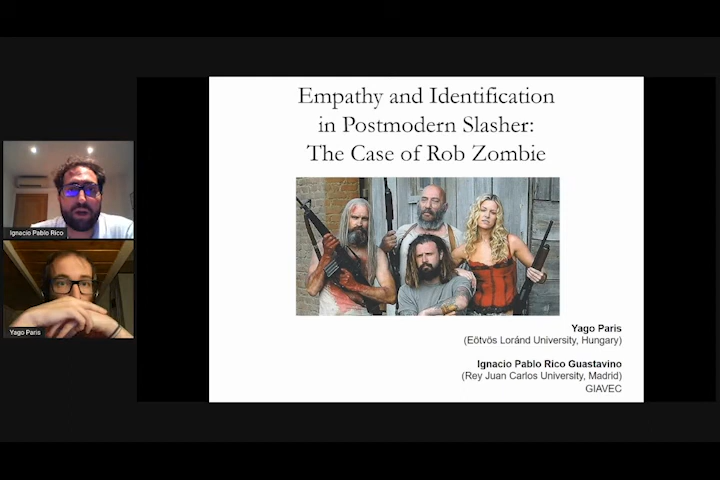 Empathy and Identification
in Postmodern Slasher:
The Case of Rob Zombie
Ignacio Pablo Rico
Yago Paris
Yago Paris
(Eötvös Loránd University, Hungary)
Ignacio Pablo Rico Guastavino
(Rey Juan Carlos University, Madrid)
GIAVEC